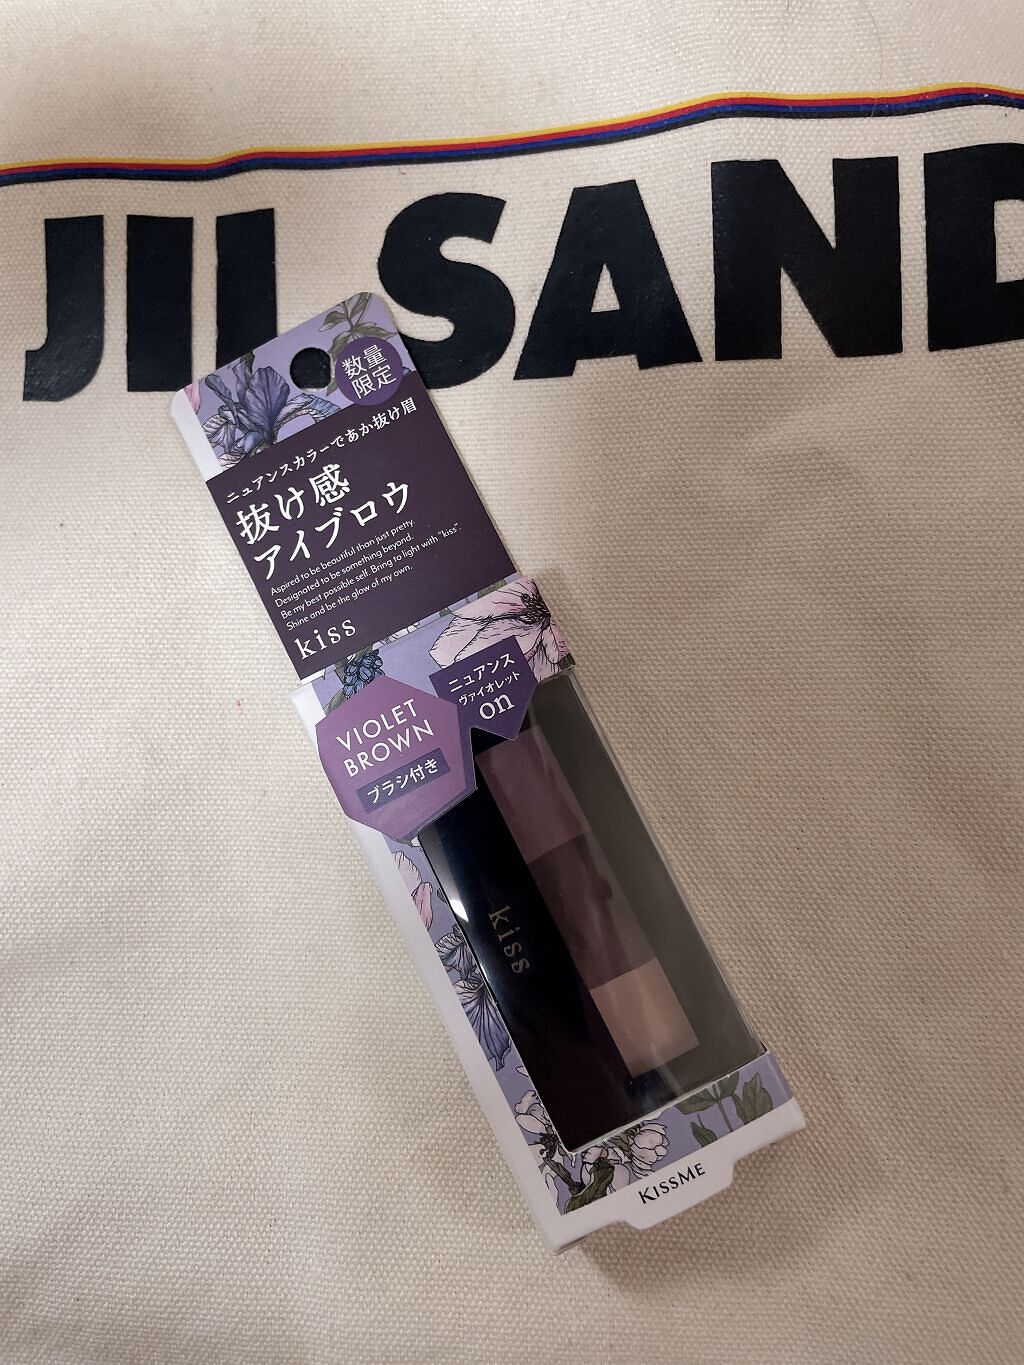 JIL SAND
数量
限定
ニュアンスカラーであか抜け眉
抜け感
アイブロウ
Aspired to be beautiful than just pretty.
Designated to be something beyond.
Be my best possible self. Bring to light with "kiss".
Shine and be the glow of my own.
kiss
ニュアンス
ヴァイオレット
on
VIOLET
BROWN
ブラシ付き
kiss
KISSME